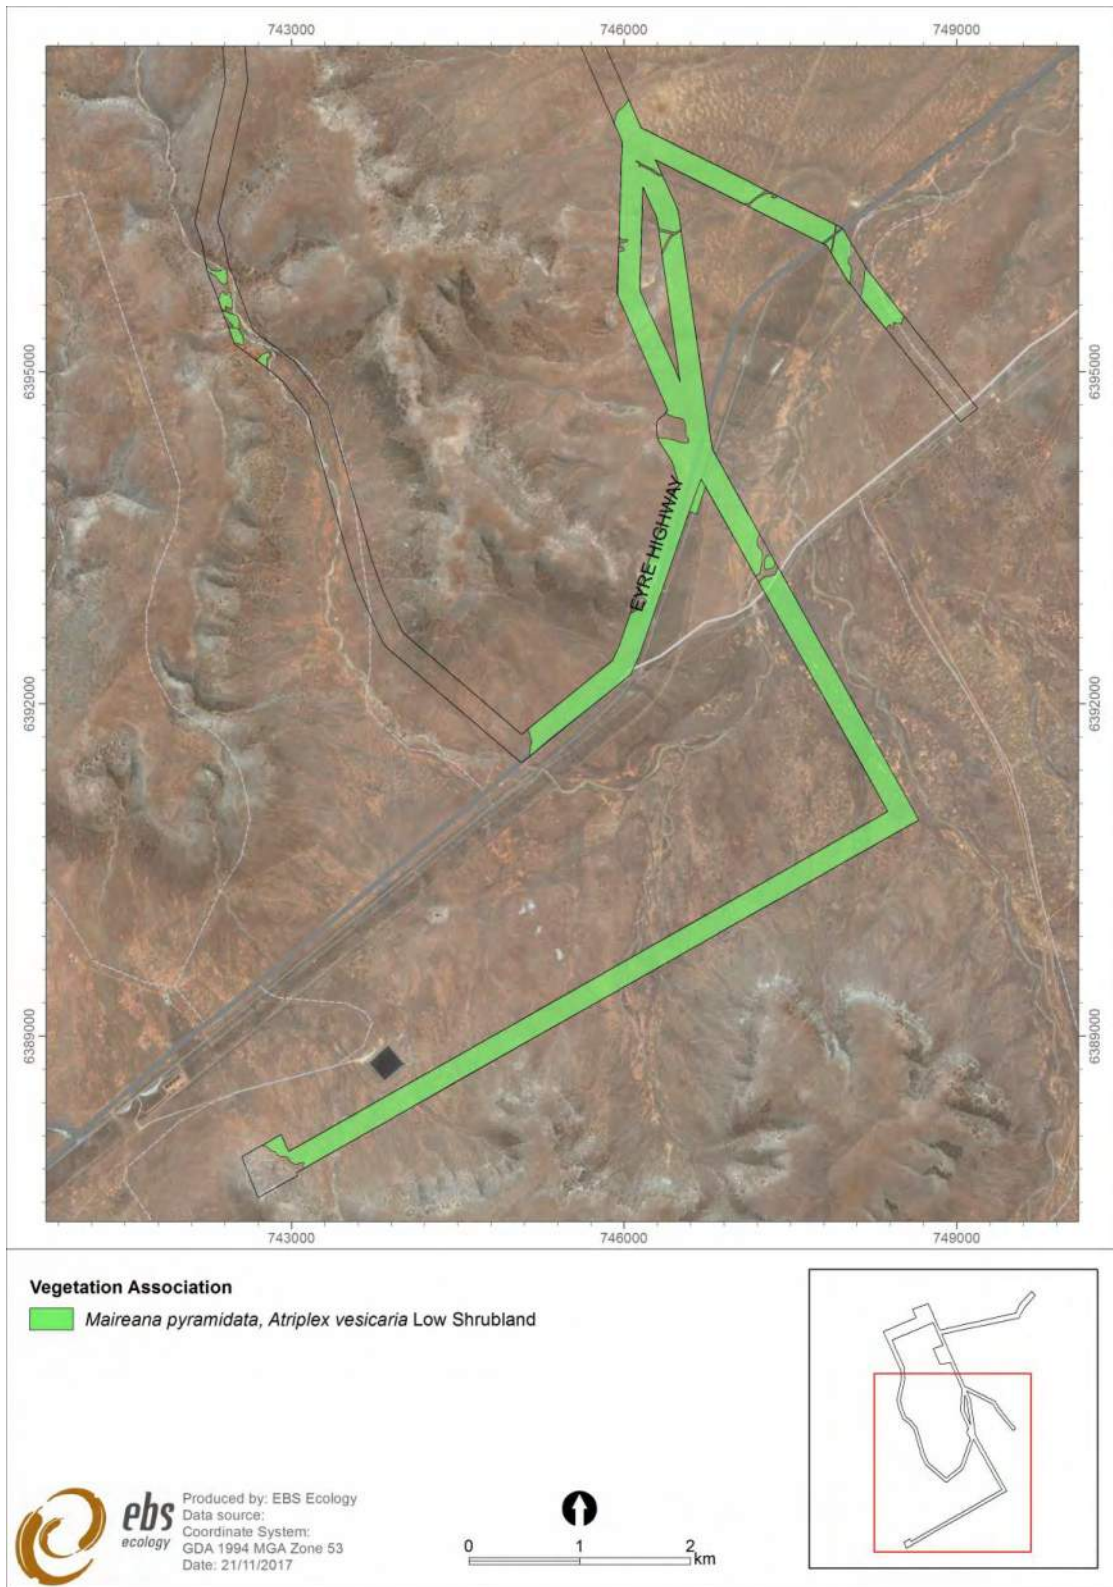 743000 746000 749000
6395000 6395000
EYRE HIGHWAY
6392000 6392000
6389000 6389000
743000 746000 749000
Vegetation Association
Maireana pyramidata, Atriplex vesicaria Low Shrubland
ebs
ecology
Produced by: EBS Ecology
Data source:
Coordinate System:
GDA 1994 MGA Zone 53
Date: 21/11/2017
0 1 2
km